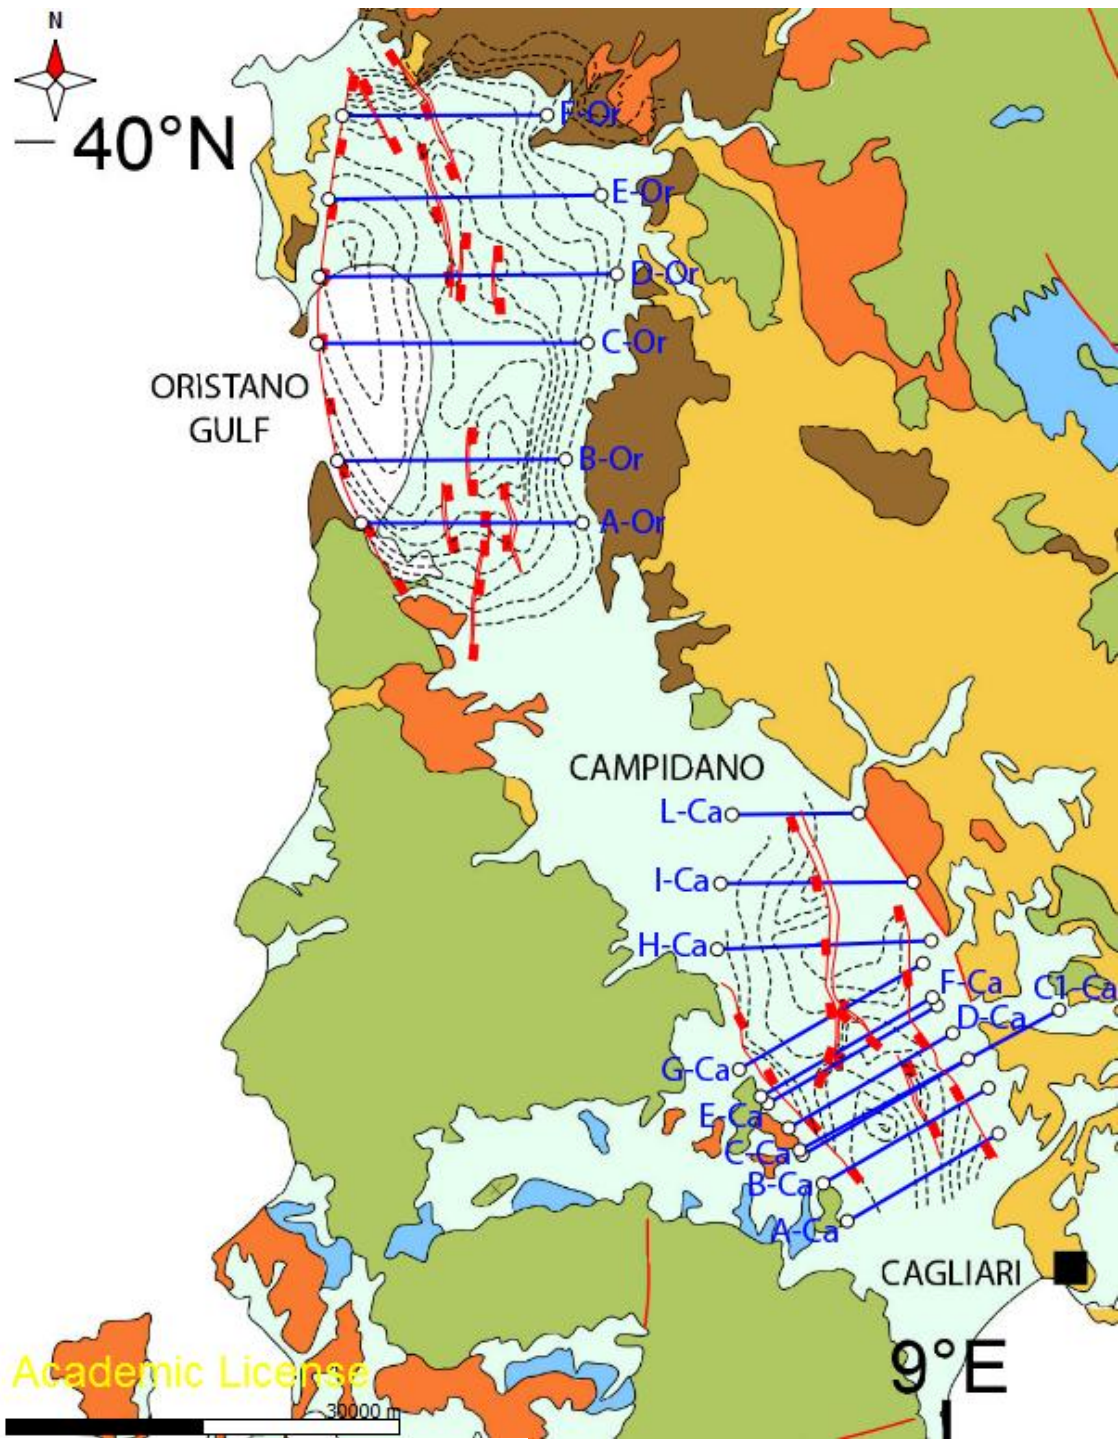 N
40°N
F-Or
E-Or
D-Or
C-Or
ORISTANO
GULF
B-Or
A-Or
CAMPIDANO
L-Ca
I-Ca
H-Ca
F-Ca
C1-Ca
D-Ca
G-Ca
E-Ca
C-Ca
B-Ca
A-Ca
CAGLIARI
9°E
Academic License
30000 m